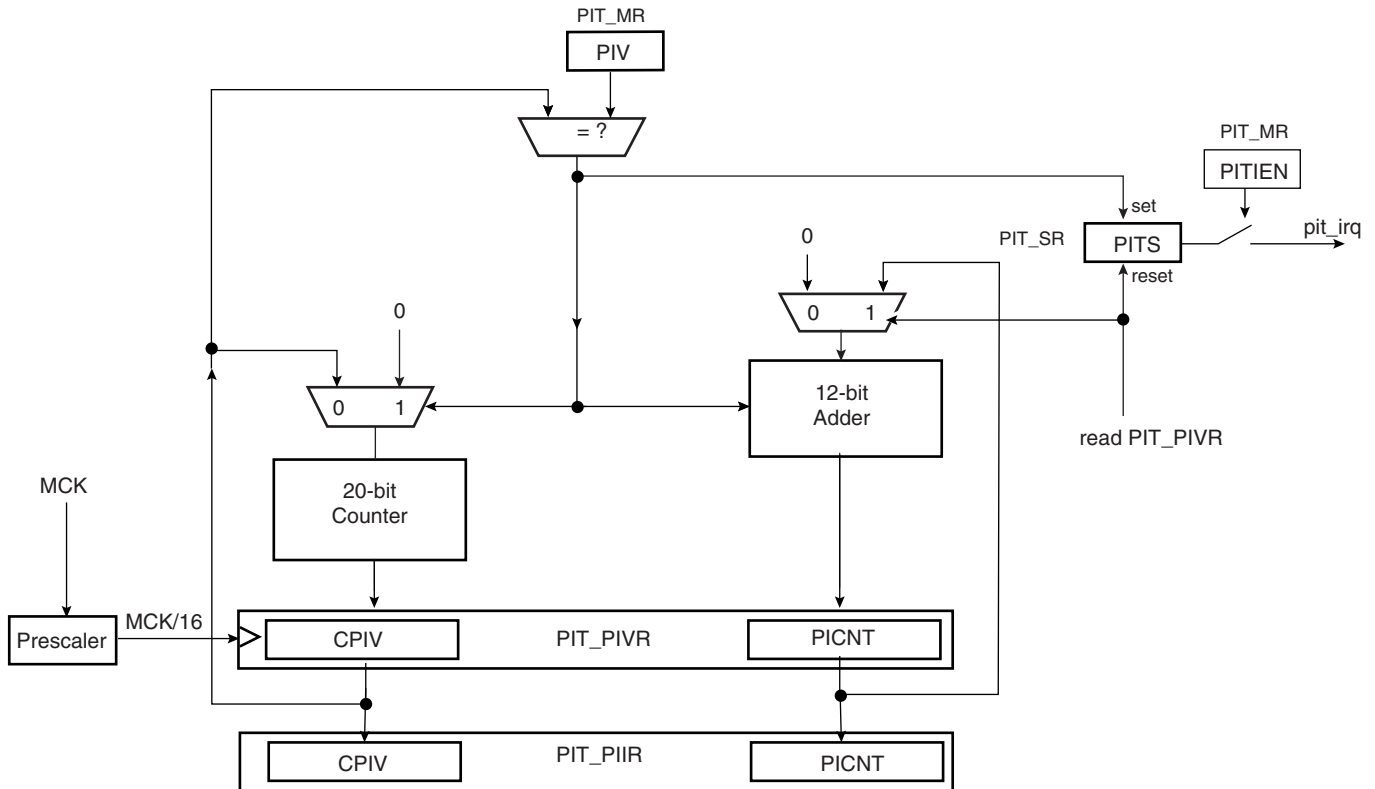 PIT_MR
PIV
= ?
PIT_MR
PITIEN
set
0
PIT_SR
PITS
pit_irq
reset
0
0 1
0 1
12-bit
Adder
read PIT_PIVR
MCK
20-bit
Counter
MCK/16
Prescaler
CPIV
PIT_PIVR
PICNT
CPIV
PIT_PIIR
PICNT